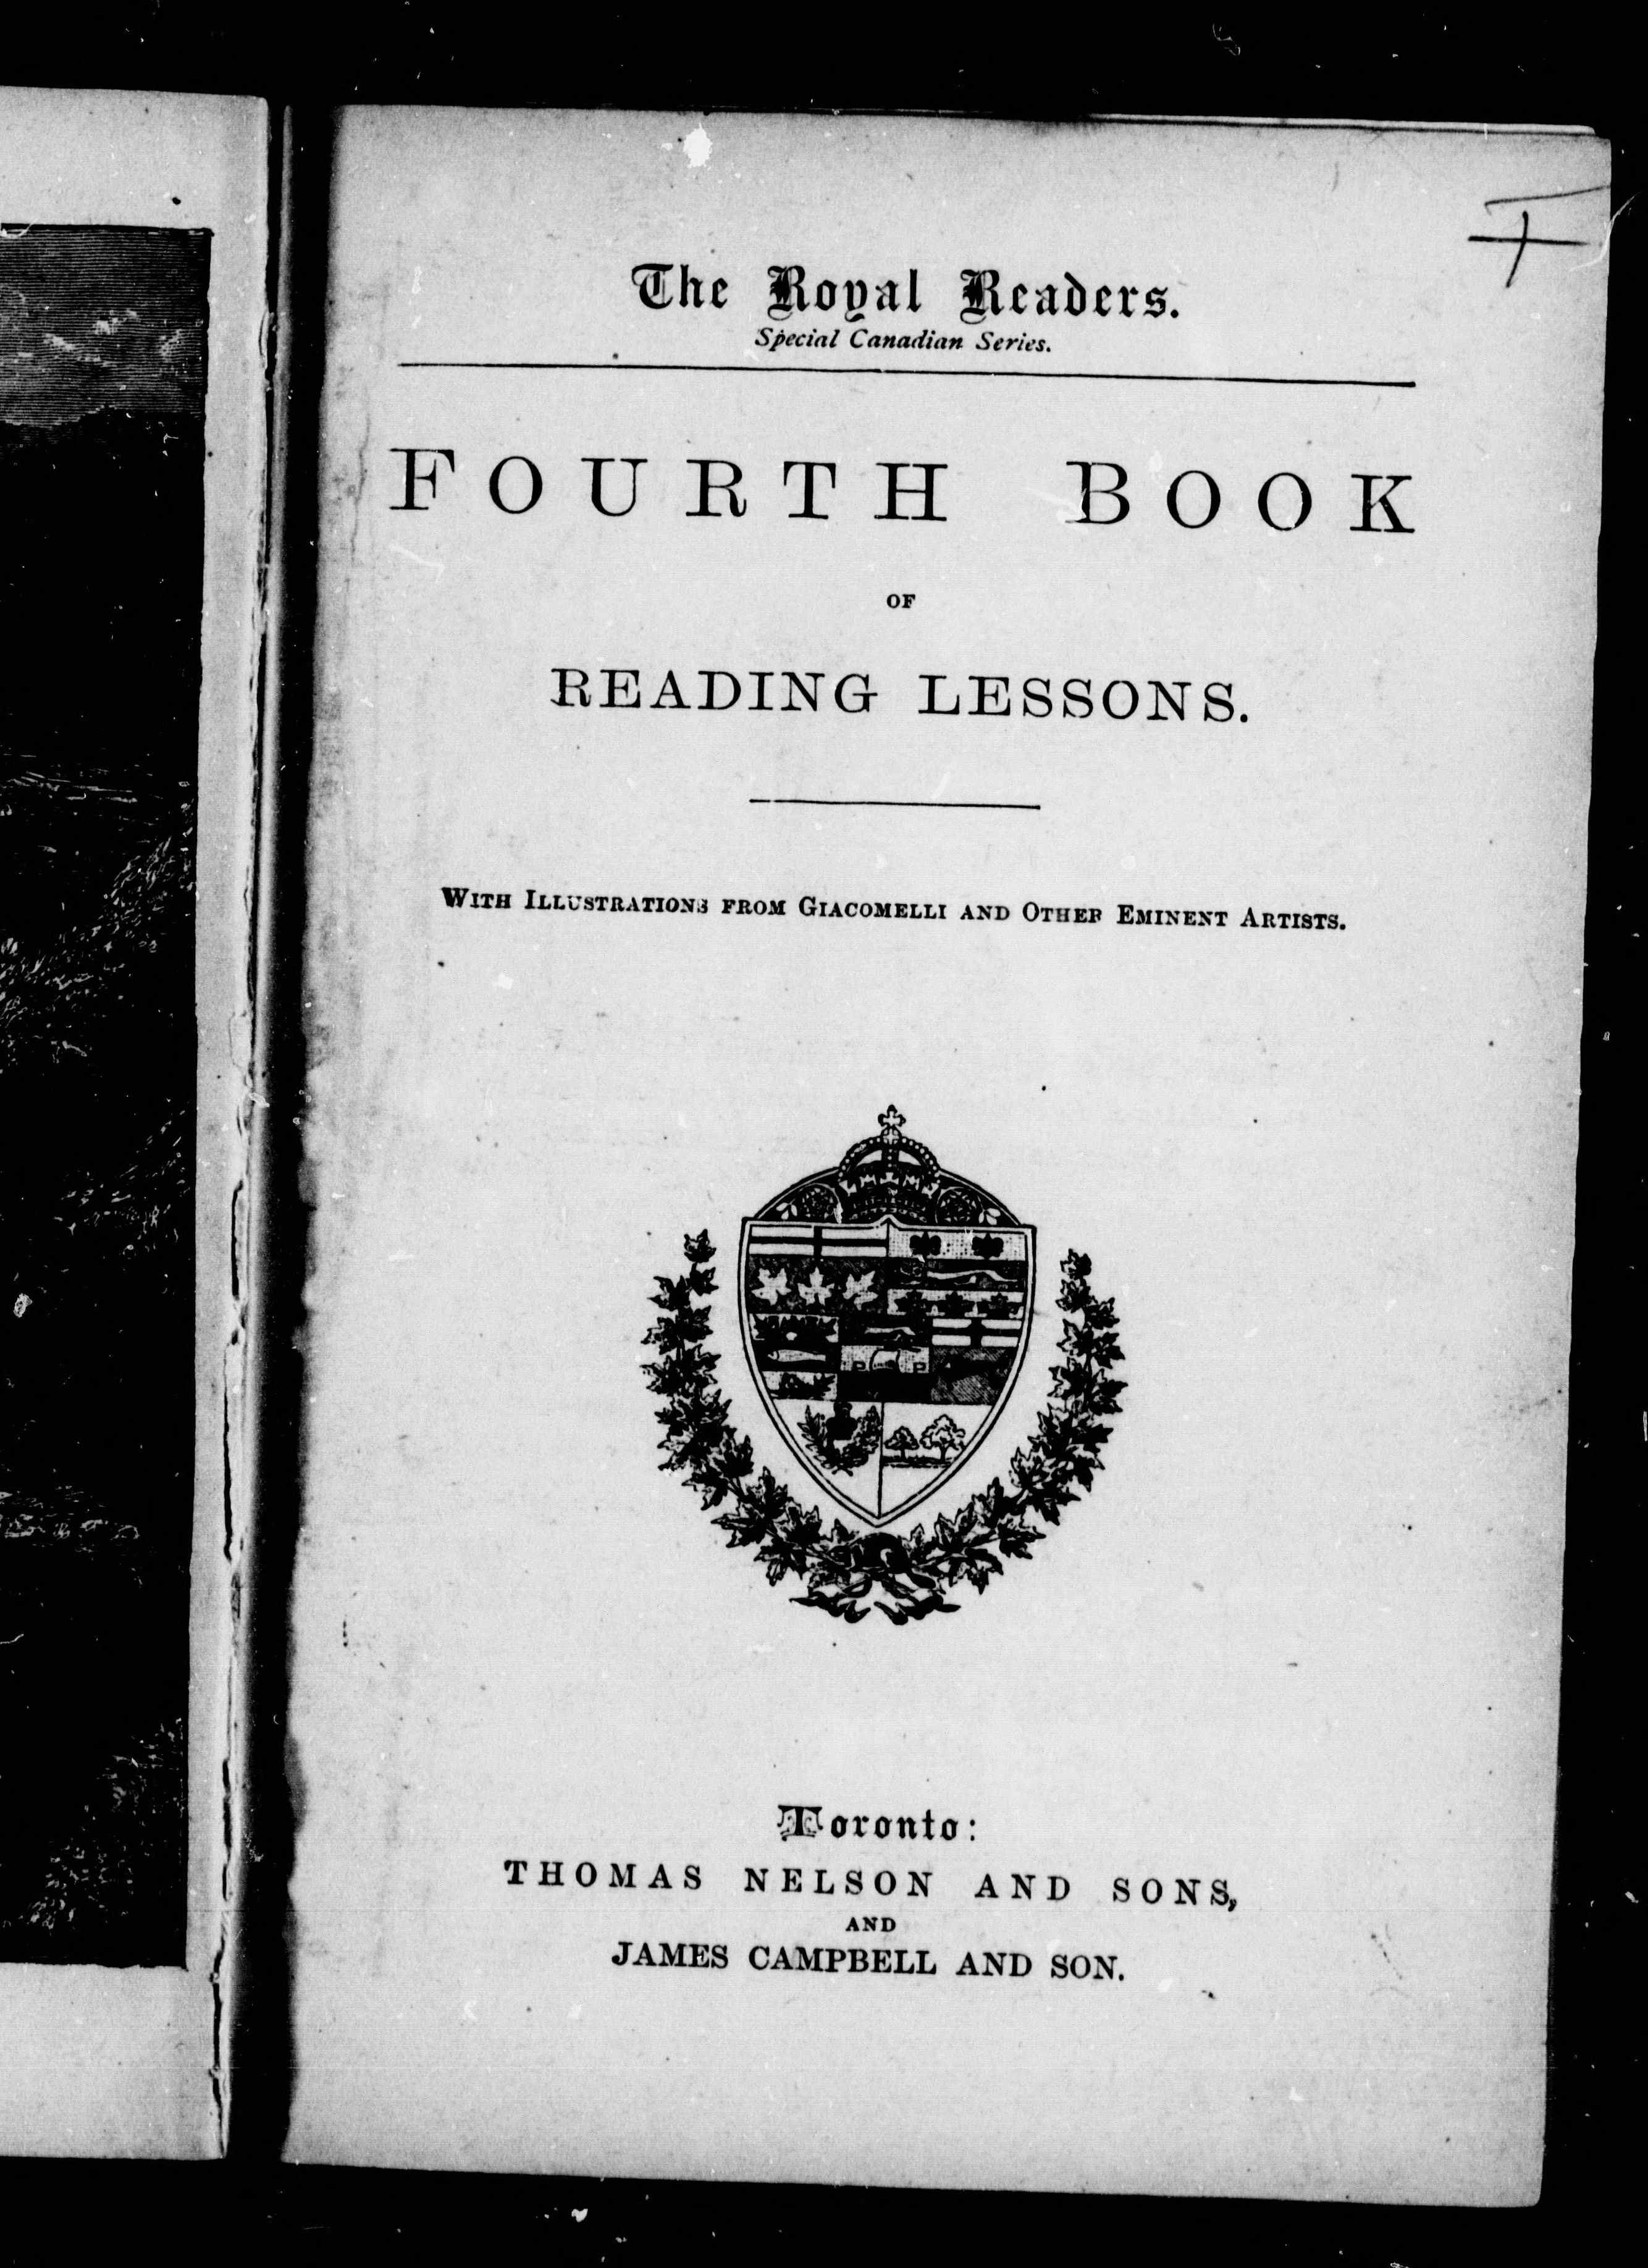 The Royal Readers.
Special Canadian Series.
FOURTH BOOK
OF
READING LESSONS.
WITH ILLUSTRATIONS FROM GIACOMELLI AND OTHER EMINENT ARTISTS.
P P
Toronto:
THOMAS NELSON AND SONS,
AND
JAMES CAMPBELL AND SON.